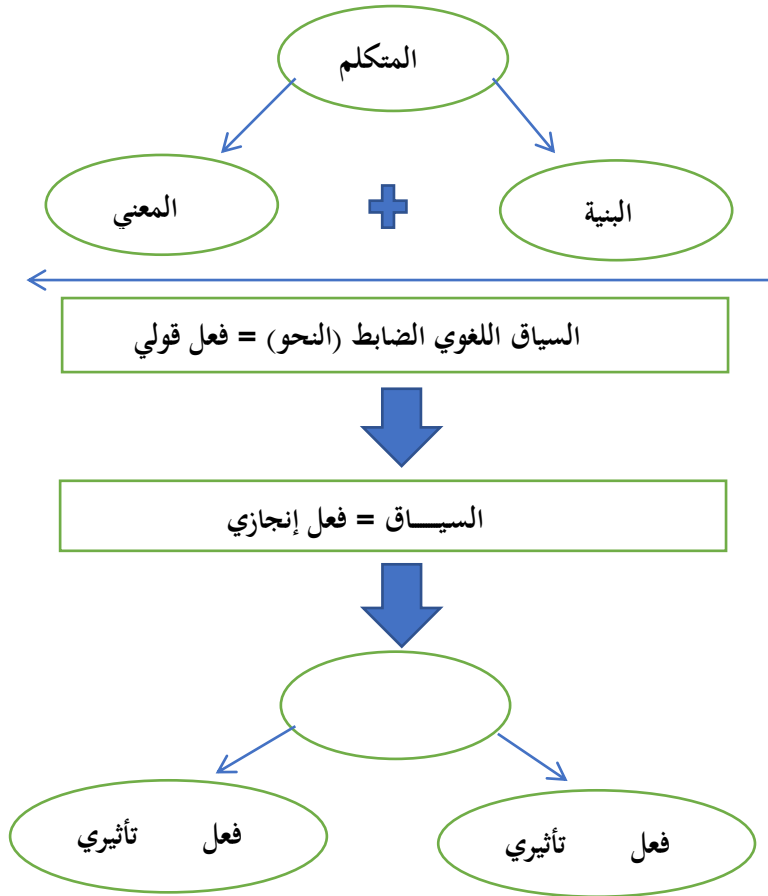 المتكلم
البنية
المعني
السياق اللغوي الضابط (النحو) = فعل قولي
السيـــاق = فعل إنجازي
فعل تأثيري
فعل تأثيري